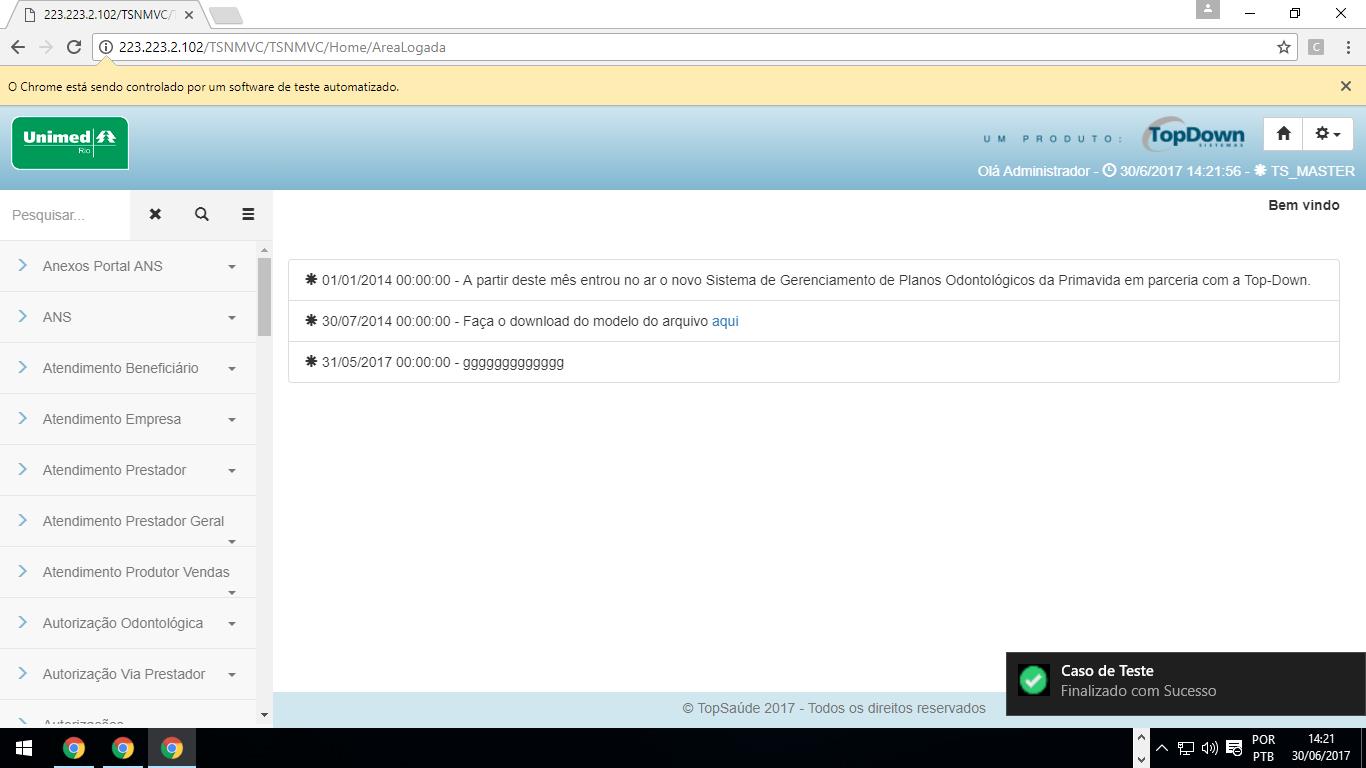 223.223.2.102/TSNMVC/
223.223.2.102/TSNMVC/TSNMVC/Home/AreaLogada
O Chrome está sendo controlado por um software de teste automatizado.
Unimed
Rio
UM PRODUTO:
TopDown
SISTEMAS
Olá Administrador - 30/6/2017 14:21:56 - TS_MASTER
Pesquisar...
Bem vindo
Anexos Portal ANS
ANS
Atendimento Beneficiário
Atendimento Empresa
Atendimento Prestador
Atendimento Prestador Geral
Atendimento Produtor Vendas
Autorização Odontológica
Autorização Via Prestador
Autorizações
01/01/2014 00:00:00 - A partir deste mês entrou no ar o novo Sistema de Gerenciamento de Planos Odontológicos da Primavida em parceria com a Top-Down.
30/07/2014 00:00:00 - Faça o download do modelo do arquivo aqui
31/05/2017 00:00:00 - ggggggggggggg
Caso de Teste
Finalizado com Sucesso
© TopSaúde 2017 - Todos os direitos reservados
POR
PTB
14:21
30/06/2017